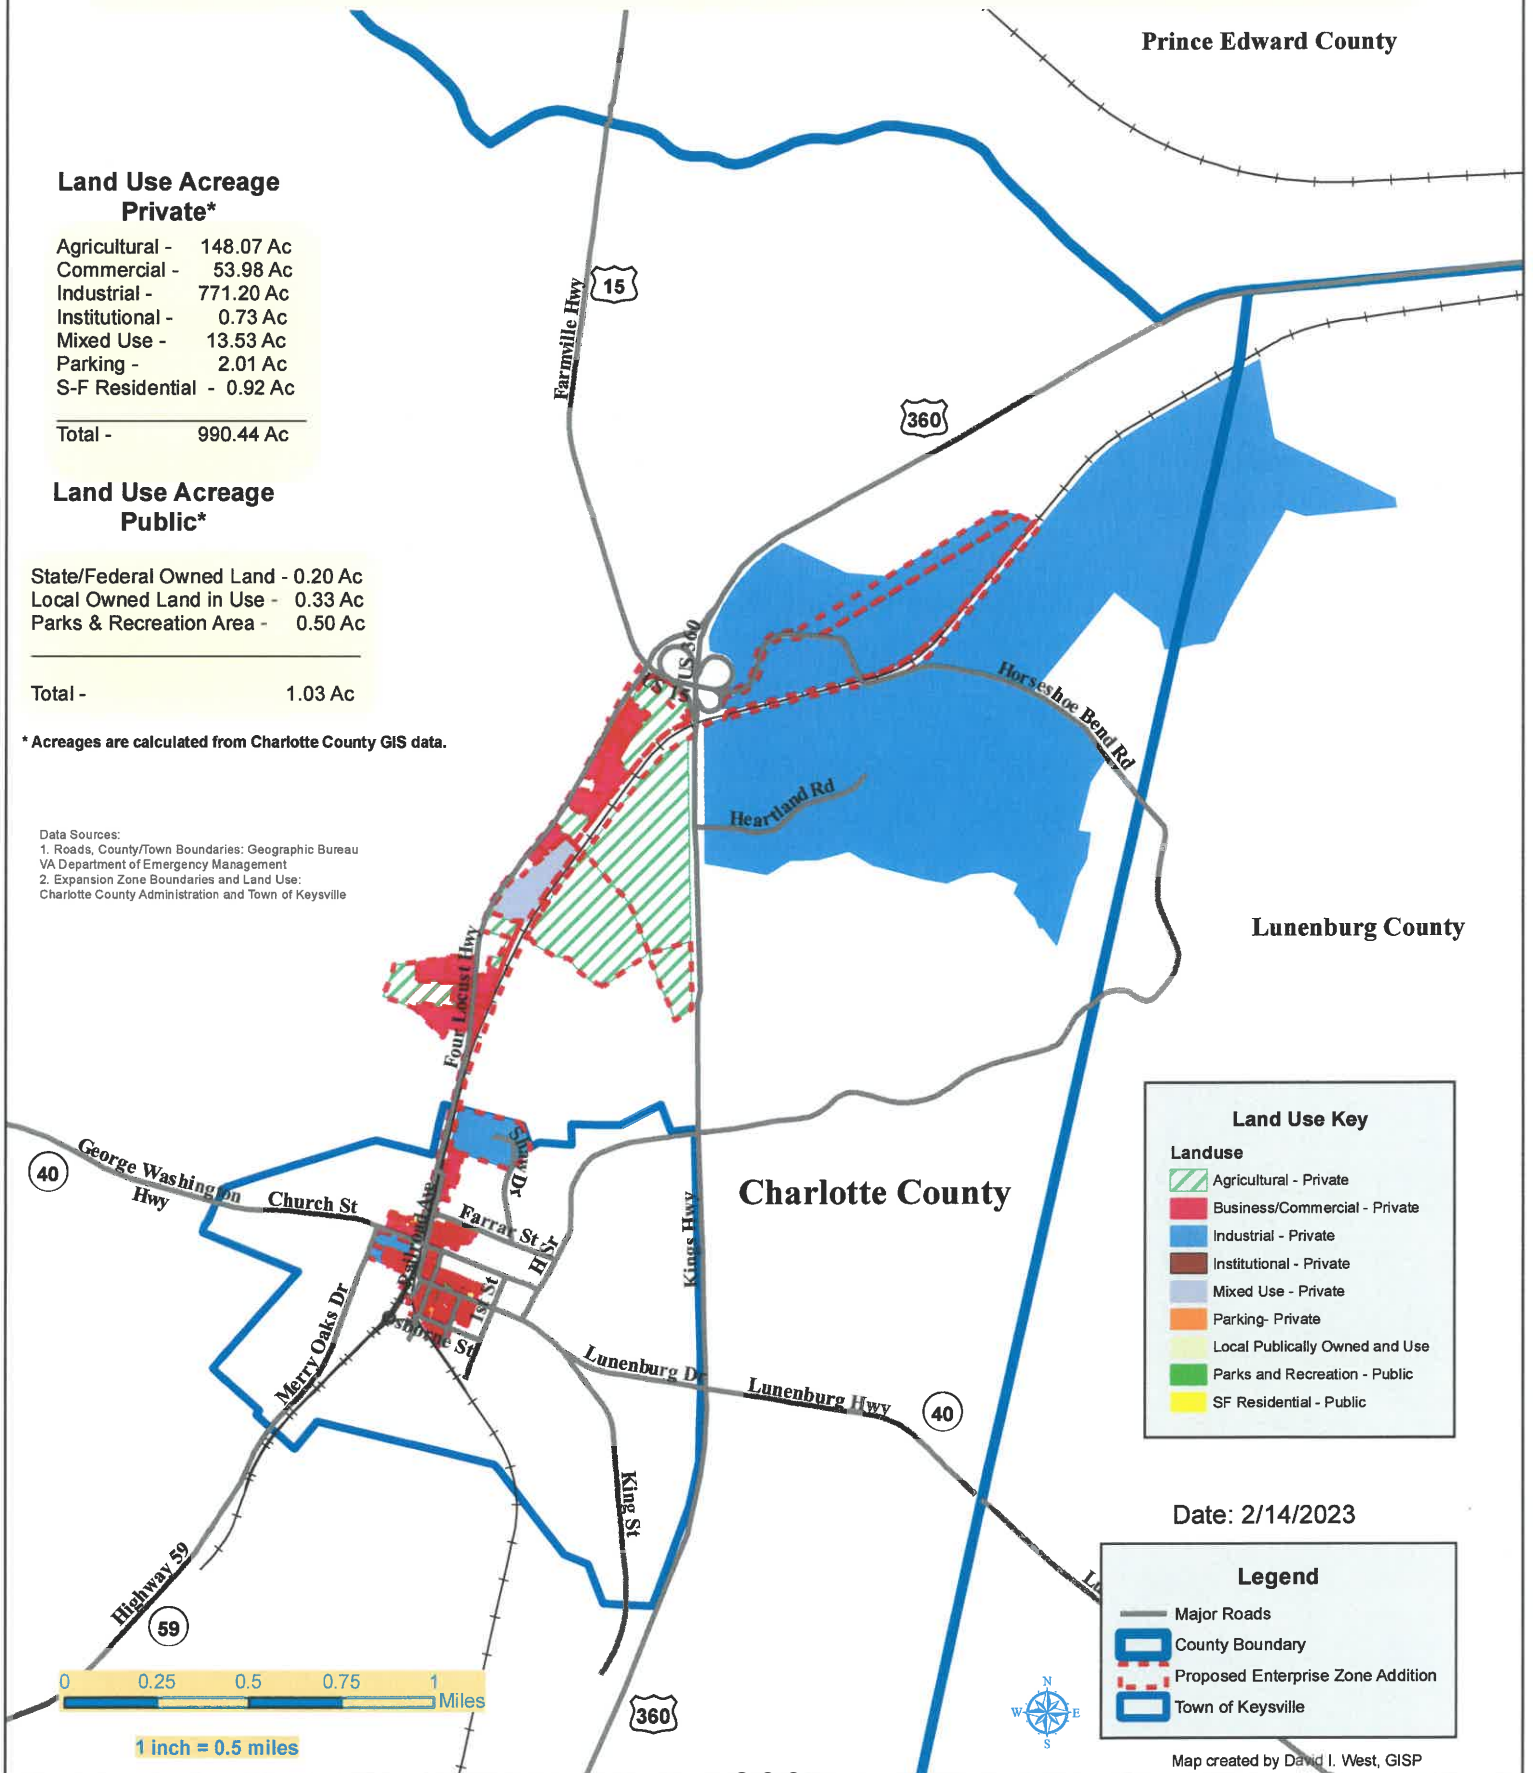 Prince Edward County
Land Use Acreage
Private*
Agricultural - 148.07 Ac
Commercial - 53.98 Ac
Industrial - 771.20 Ac
Institutional - 0.73 Ac
Mixed Use - 13.53 Ac
Parking - 2.01 Ac
S-F Residential - 0.92 Ac
Total - 990.44 Ac
Land Use Acreage
Public*
State/Federal Owned Land - 0.20 Ac
Local Owned Land in Use - 0.33 Ac
Parks & Recreation Area - 0.50 Ac
Total - 1.03 Ac
* Acreages are calculated from Charlotte County GIS data.
Data Sources:
1. Roads, County/Town Boundaries: Geographic Bureau
VA Department of Emergency Management
2. Expansion Zone Boundaries and Land Use:
Charlotte County Administration and Town of Keysville
15
Farmville Hwy
360
US 360
US 15
Horseshoe Bend Rd
Heartland Rd
Lunenburg County
Four Locust Hwy
Shaw Dr
40
George Washington
Hwy
Church St
Farrar St
Railroad Ave
H St
1st St
Osborne St
Merry Oaks Dr
Kings Hwy
Charlotte County
Lunenburg Dr
Lunenburg Hwy
40
King St
Highway 59
59
360
Land Use Key
Landuse
Agricultural - Private
Business/Commercial - Private
Industrial - Private
Institutional - Private
Mixed Use - Private
Parking- Private
Local Publically Owned and Use
Parks and Recreation - Public
SF Residential - Public
Date: 2/14/2023
Legend
Major Roads
County Boundary
Proposed Enterprise Zone Addition
Town of Keysville
N
W E
S
0 0.25 0.5 0.75 1
Miles
1 inch = 0.5 miles
Map created by David I. West, GISP